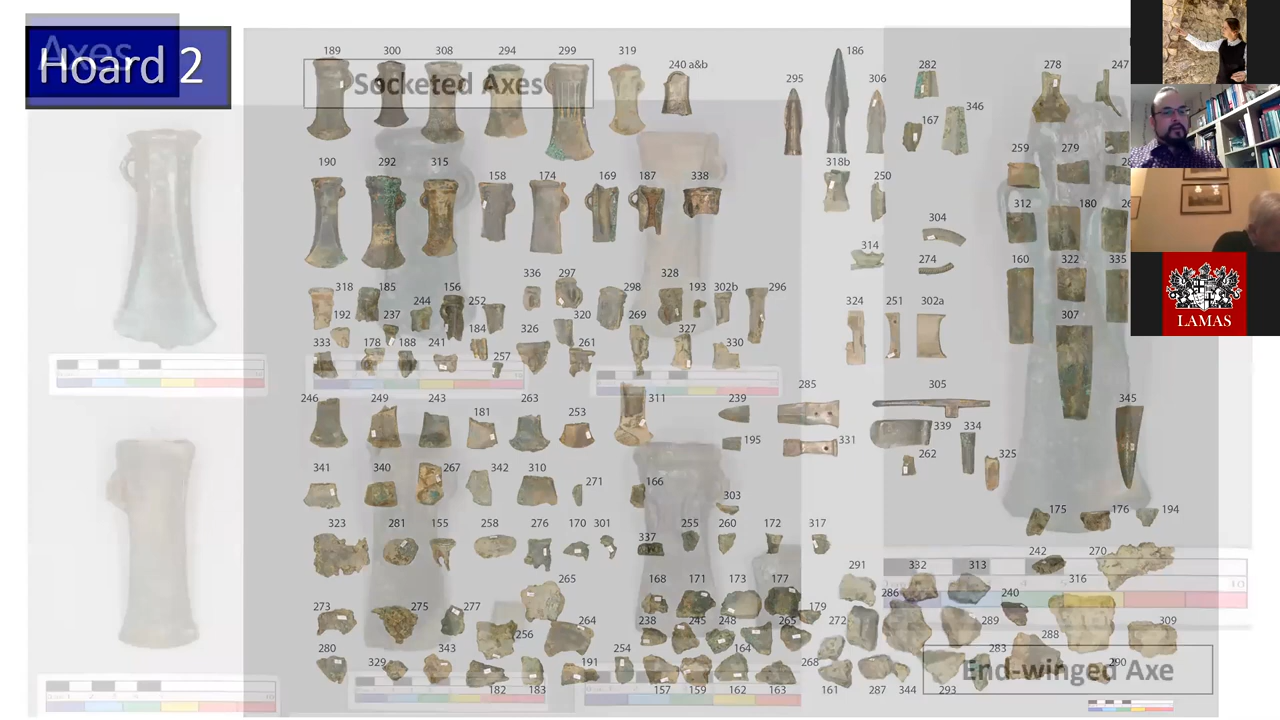 Axes
Hoard 2
Socketed Axes
End-winged Axe
LAMAS
189 300 308 294 299 319 240 a&b 295 186 306 282 278 247
167 346
190 292 315 158 174 169 187 338 318b 250 259 279
312 180
304
314 274 160 322 335
318 185 244 156 252 336 297 298 328 193 302b 296
192 237 184 326 320 269 327 324 251 302a 307
333 178 188 241 257 261 330
246 249 243 181 263 253 311 239 285 305 345
195 331 339 334
262 325
341 340 267 342 310 271 166 303
175 176 194
323 281 155 258 276 170 301 337 255 260 172 317
242 270
265 168 171 173 177 291 332 313 316
286 240
273 275 277 256 264 238 245 248 265 179 272 289 288 309
280 329 343 182 183 191 254 157 159 164 162 163 268 161 287 344 293 283 290